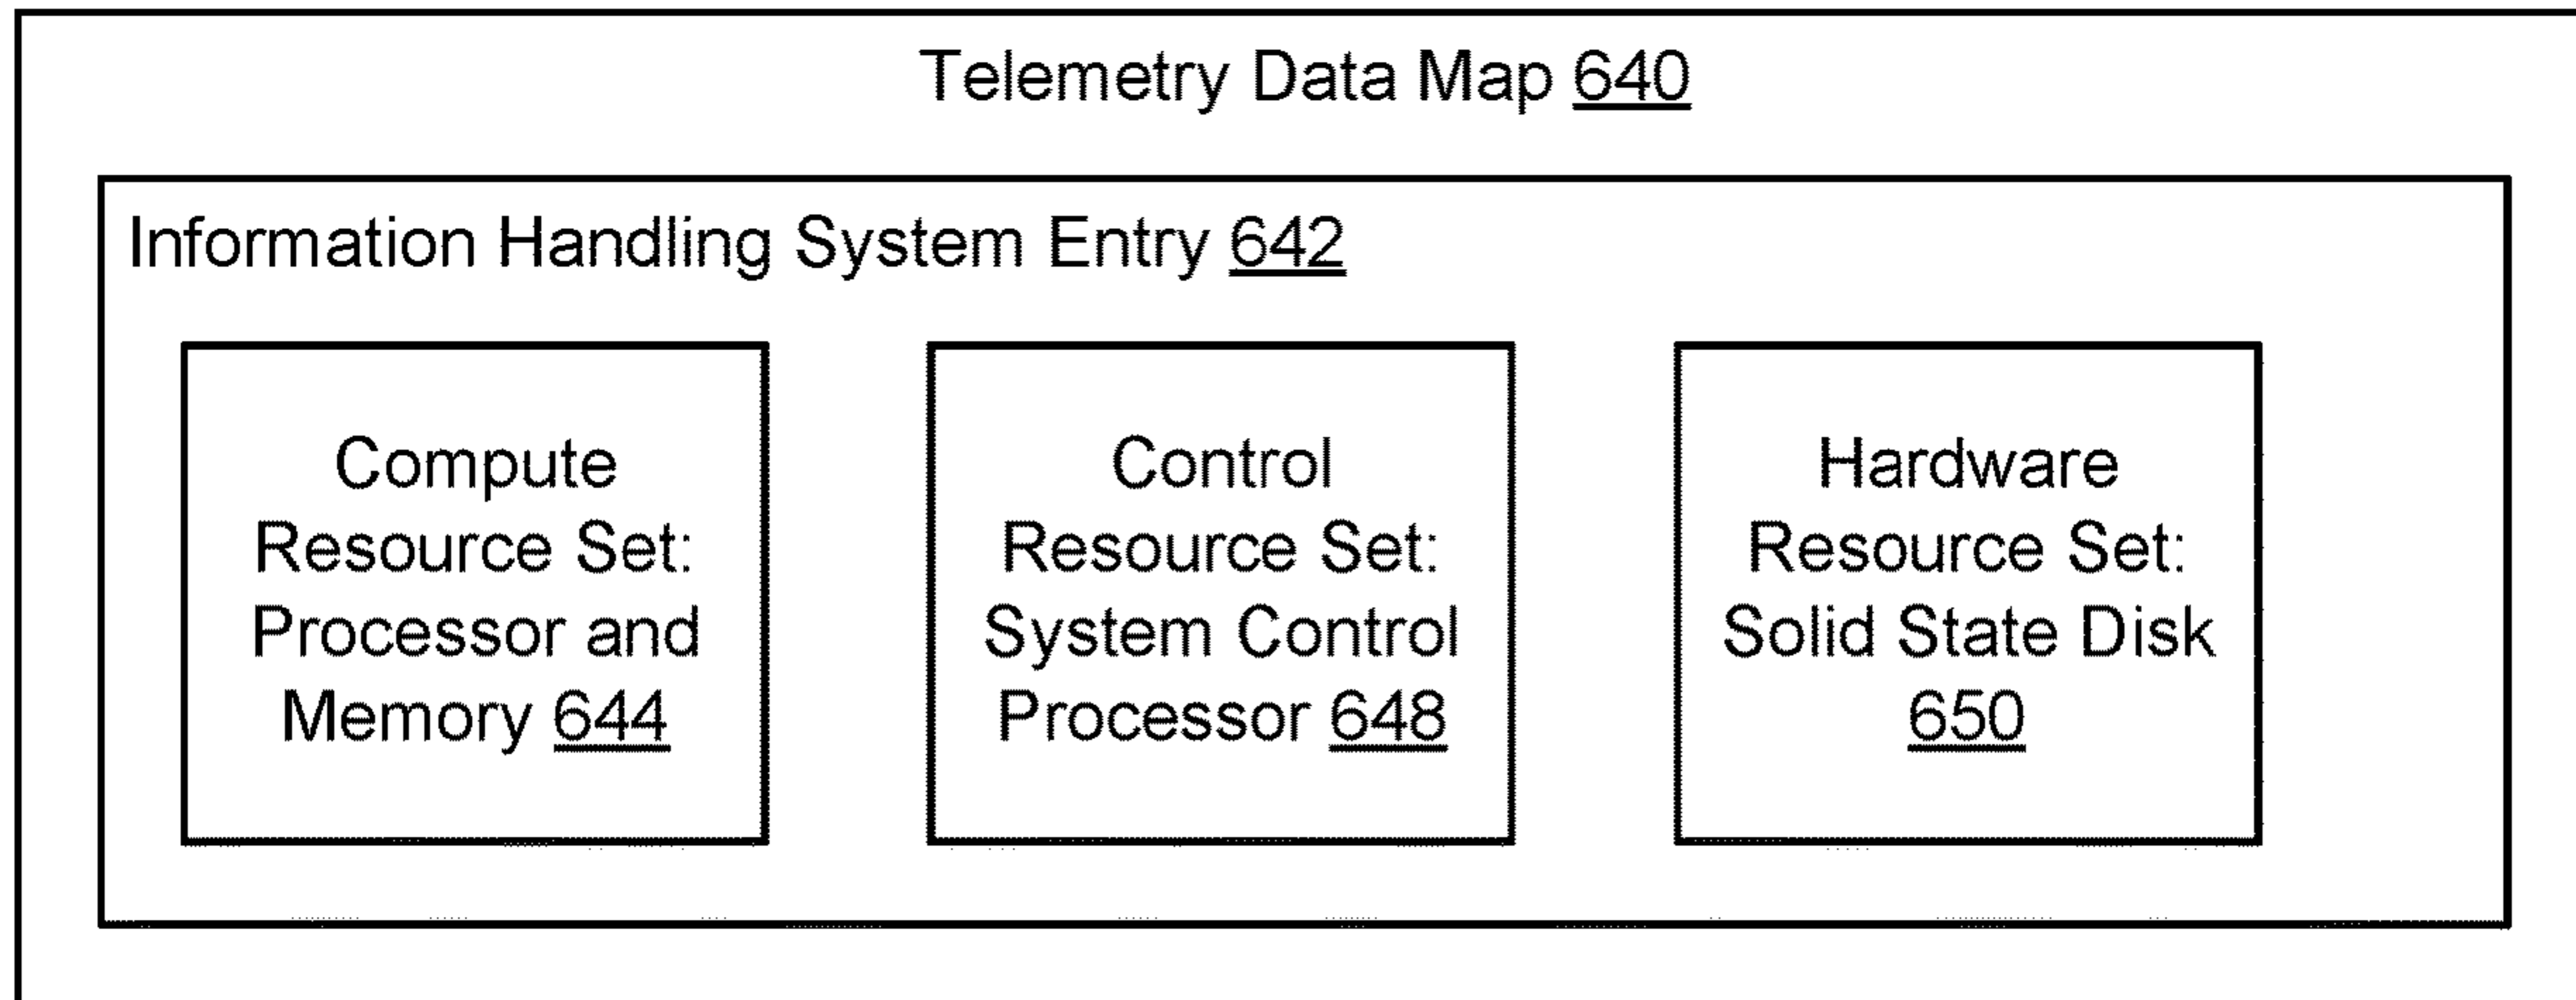 Telemetry Data Map 640
Information Handling System Entry 642
Compute
Resource Set:
Processor and
Memory 644
Control
Resource Set:
System Control
Processor 648
Hardware
Resource Set:
Solid State Disk
650